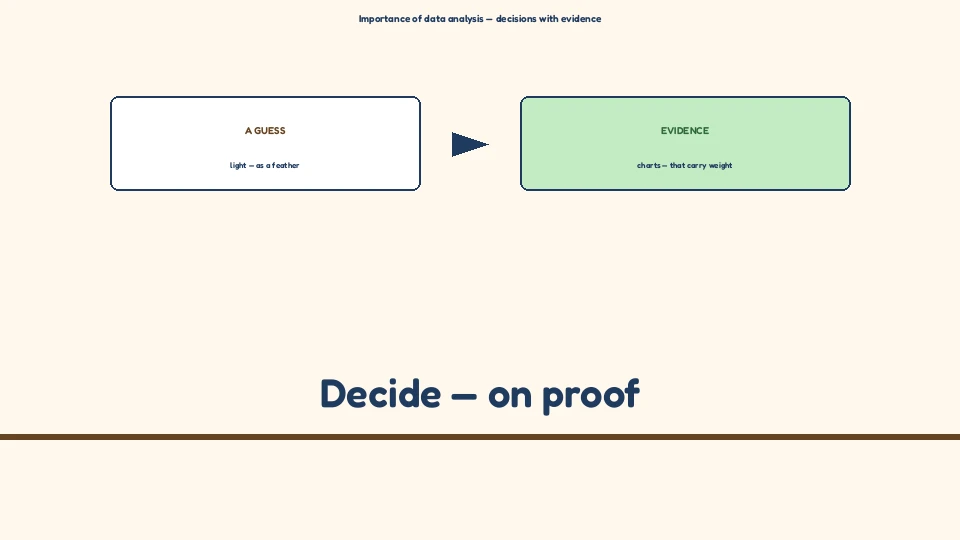 Importance of data analysis — decisions with evidence
A GUESS
light — as a feather
EVIDENCE
charts — that carry weight
Decide — on proof